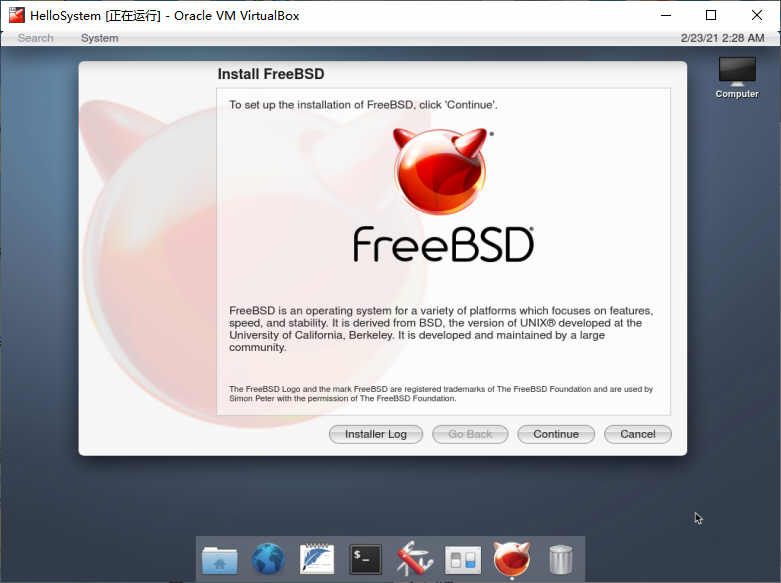 HelloSystem [正在运行] - Oracle VM VirtualBox
Search System 2/23/21 2:28 AM
Computer
Install FreeBSD
To set up the installation of FreeBSD, click 'Continue'.
FreeBSD
FreeBSD is an operating system for a variety of platforms which focuses on features,
speed, and stability. It is derived from BSD, the version of UNIX® developed at the
University of California, Berkeley. It is developed and maintained by a large
community.
The FreeBSD Logo and the mark FreeBSD are registered trademarks of The FreeBSD Foundation and are used by
Simon Peter with the permission of The FreeBSD Foundation.
Installer Log Go Back Continue Cancel
$_